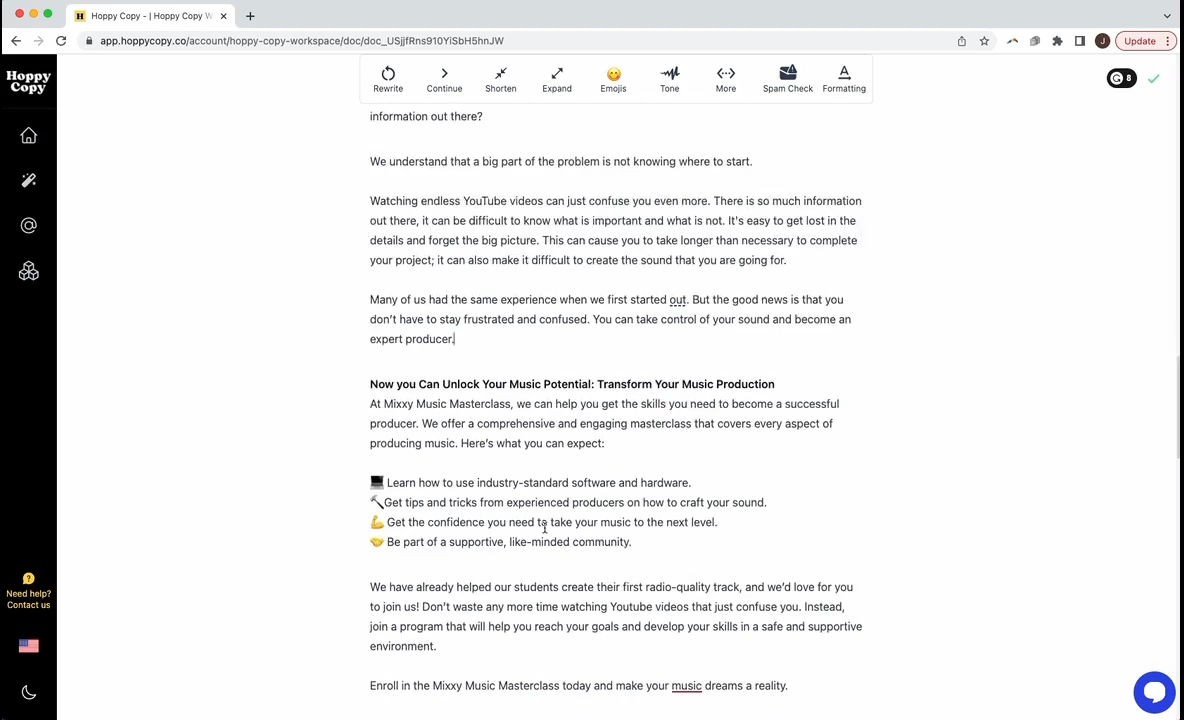 Hoppy Copy - | Hoppy Copy W
app.hoppycopy.co/account/hoppy-copy-workspace/doc/doc_USjjfRns910YiSbH5hnJW
J
Update
Hoppy
Copy
Rewrite
Continue
Shorten
Expand
Emojis
Tone
More
Spam Check
Formatting
8
information out there?
We understand that a big part of the problem is not knowing where to start.
Watching endless YouTube videos can just confuse you even more. There is so much information
out there, it can be difficult to know what is important and what is not. It's easy to get lost in the
details and forget the big picture. This can cause you to take longer than necessary to complete
your project; it can also make it difficult to create the sound that you are going for.
Many of us had the same experience when we first started out. But the good news is that you
don't have to stay frustrated and confused. You can take control of your sound and become an
expert producer.
Now you Can Unlock Your Music Potential: Transform Your Music Production
At Mixxy Music Masterclass, we can help you get the skills you need to become a successful
producer. We offer a comprehensive and engaging masterclass that covers every aspect of
producing music. Here's what you can expect:
💻 Learn how to use industry-standard software and hardware.
🔨Get tips and tricks from experienced producers on how to craft your sound.
💪 Get the confidence you need to take your music to the next level.
🤝 Be part of a supportive, like-minded community.
We have already helped our students create their first radio-quality track, and we'd love for you
to join us! Don't waste any more time watching Youtube videos that just confuse you. Instead,
join a program that will help you reach your goals and develop your skills in a safe and supportive
environment.
Enroll in the Mixxy Music Masterclass today and make your music dreams a reality.
Need help?
Contact us